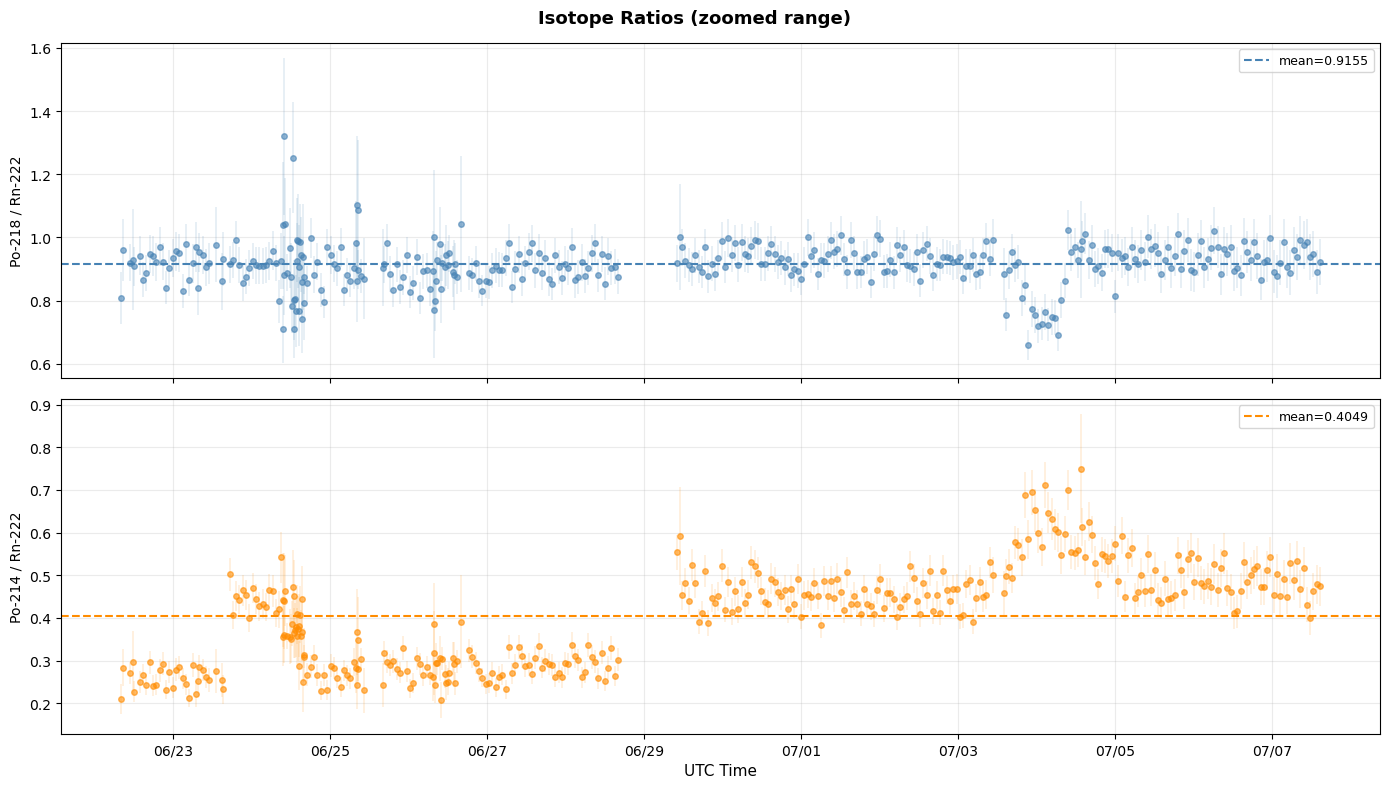 Isotope Ratios (zoomed range)
Po-218 / Rn-222
1.6
1.4
1.2
1.0
0.8
0.6
mean=0.9155
Po-214 / Rn-222
0.9
0.8
0.7
0.6
0.5
0.4
0.3
0.2
mean=0.4049
06/23 06/25 06/27 06/29 07/01 07/03 07/05 07/07
UTC Time